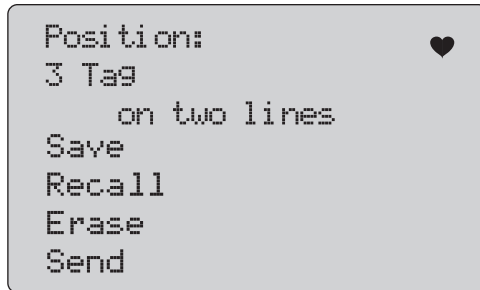 Position:
3 Tag
on two lines
Save
Recall
Erase
Send